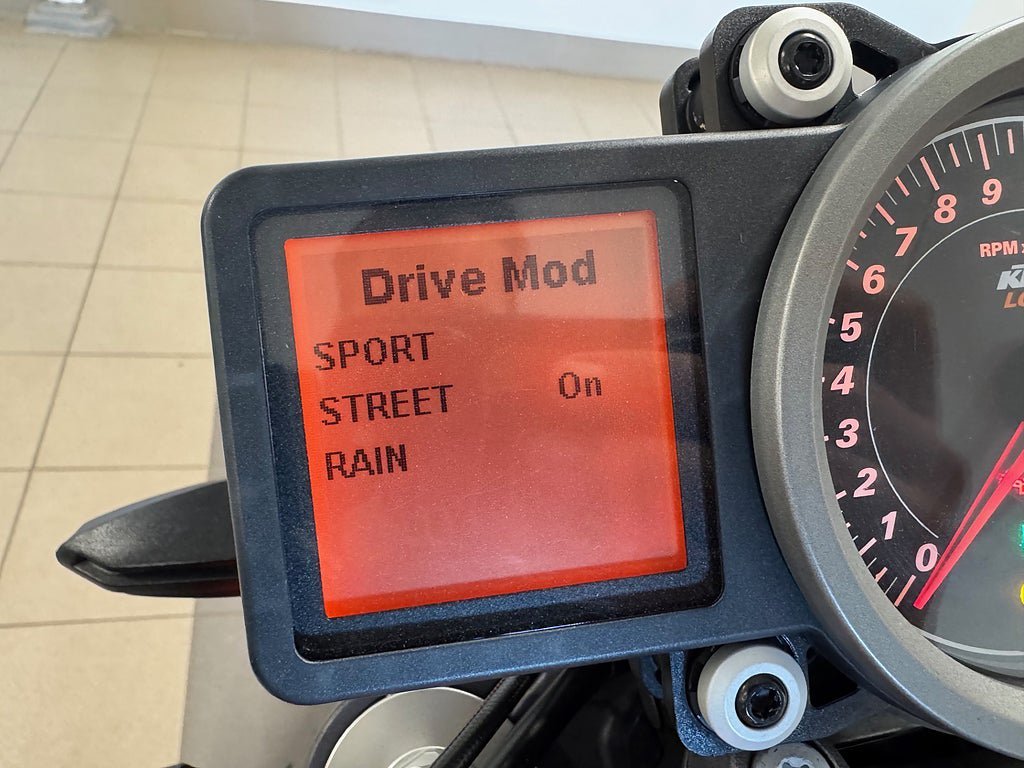 Drive Mod
SPORT
STREET On
RAIN
9
8
7
6
5
4
3
2
1
0
RPM